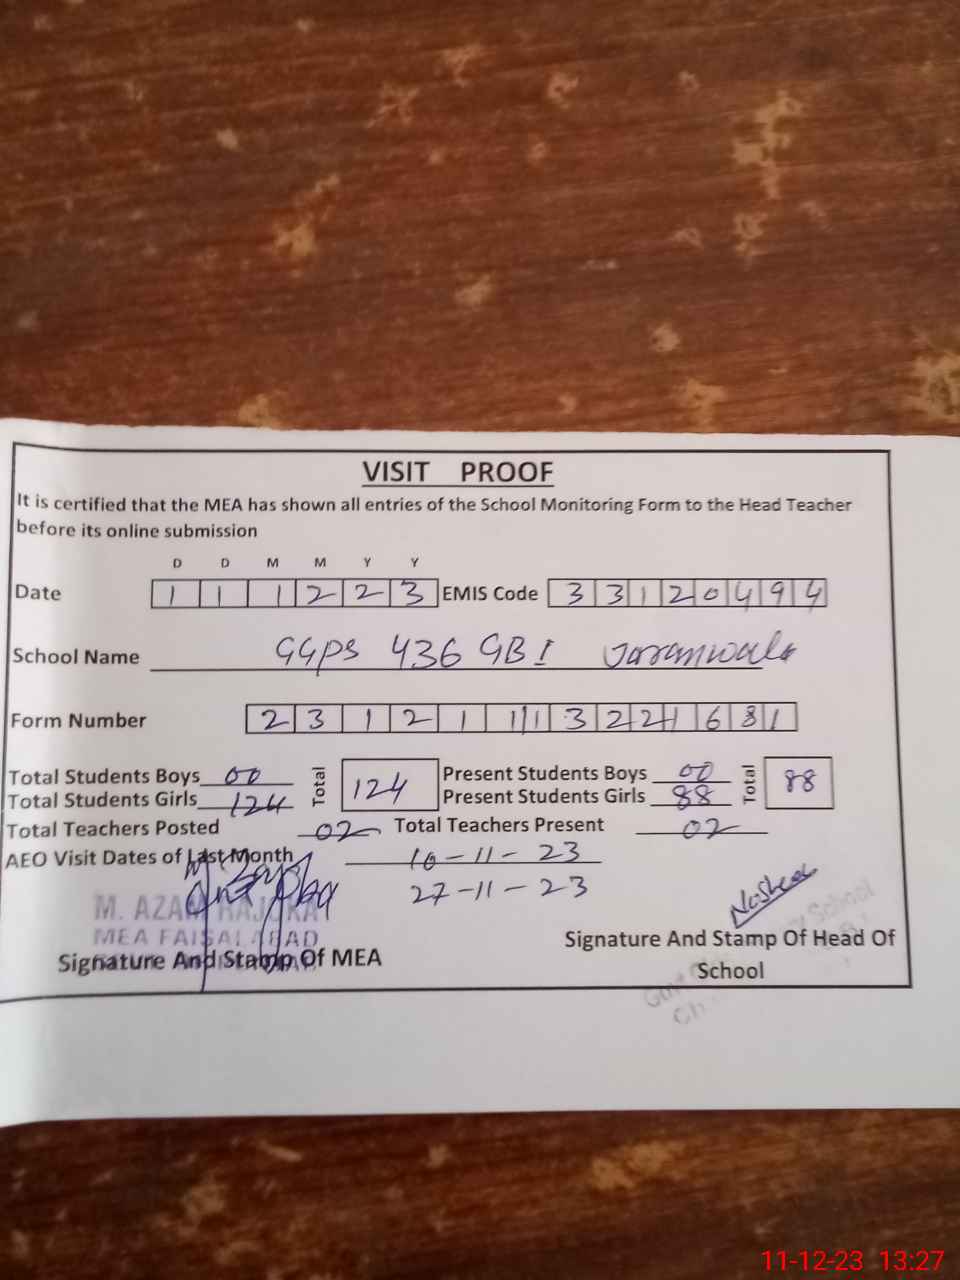 VISIT PROOF
It is certified that the MEA has shown all entries of the School Monitoring Form to the Head Teacher
before its online submission
D D M M Y Y
Date 1 1 1 2 2 3 EMIS Code 3 3 1 2 0 4 9 4
School Name GGPS 436 GB I Jaranwala
Form Number 2 3 1 2 1 1 1 3 2 2 1 6 8 1
Total Students Boys 00 Total 124 Present Students Boys 00 Total 88
Total Students Girls 124 Present Students Girls 88
Total Teachers Posted 02 Total Teachers Present 02
AEO Visit Dates of Last Month 10-11-23
27-11-23
M. AZAM RAJOKA
MEA FAISALABAD
Signature And Stamp Of MEA
Signature And Stamp Of Head Of
School
11-12-23 13:27